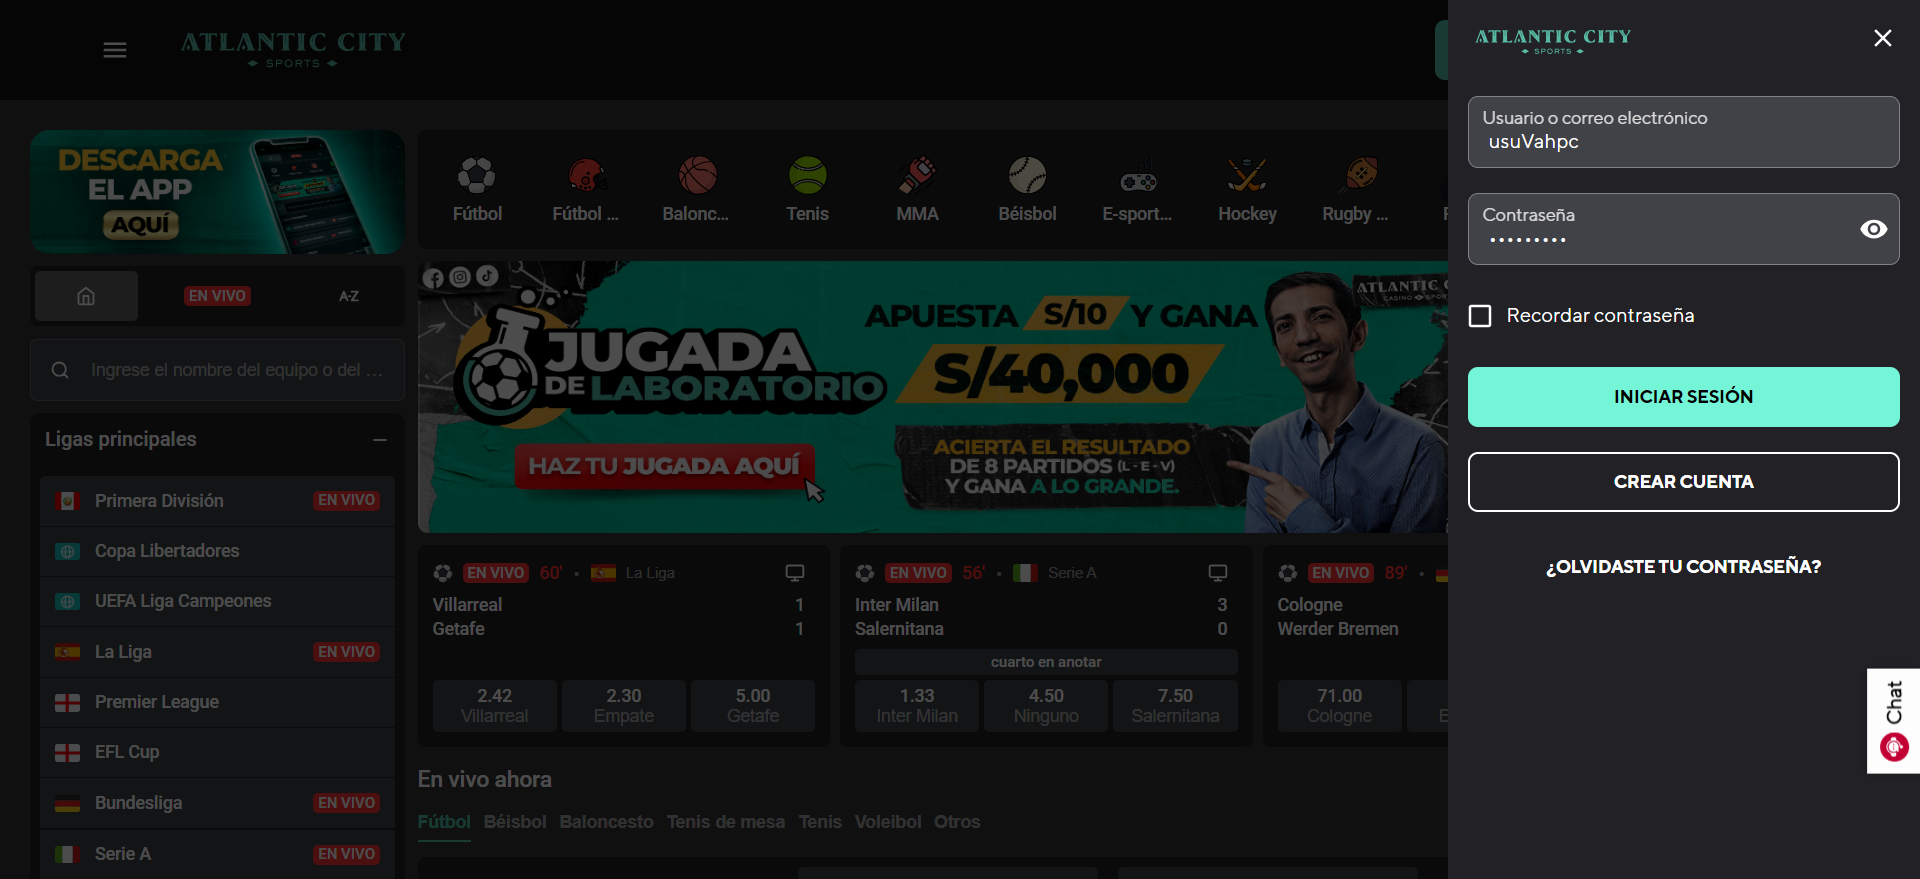 ATLANTIC CITY
SPORTS
DESCARGA
EL APP
AQUÍ
EN VIVO
A-Z
Ingrese el nombre del equipo o del ...
Ligas principales
Primera División EN VIVO
Copa Libertadores
UEFA Liga Campeones
La Liga EN VIVO
Premier League
EFL Cup
Bundesliga EN VIVO
Serie A EN VIVO
Fútbol
Fútbol ...
Balonc...
Tenis
MMA
Béisbol
E-sport...
Hockey
Rugby ...
JUGADA
DE LABORATORIO
HAZ TU JUGADA AQUÍ
APUESTA S/10 Y GANA
S/40,000
ACIERTA EL RESULTADO
DE 8 PARTIDOS (L - E - V)
Y GANA A LO GRANDE.
EN VIVO 60' • La Liga
Villarreal 1
Getafe 1
2.42 2.30 5.00
Villarreal Empate Getafe
EN VIVO 56' • Serie A
Inter Milan 3
Salernitana 0
cuarto en anotar
1.33 4.50 7.50
Inter Milan Ninguno Salernitana
EN VIVO 89' •
Cologne
Werder Bremen
71.00
Cologne
En vivo ahora
Fútbol Béisbol Baloncesto Tenis de mesa Tenis Voleibol Otros
ATLANTIC CITY
SPORTS
Usuario o correo electrónico
usuVahpc
Contraseña
•••••••••
Recordar contraseña
INICIAR SESIÓN
CREAR CUENTA
¿OLVIDASTE TU CONTRASEÑA?
Chat